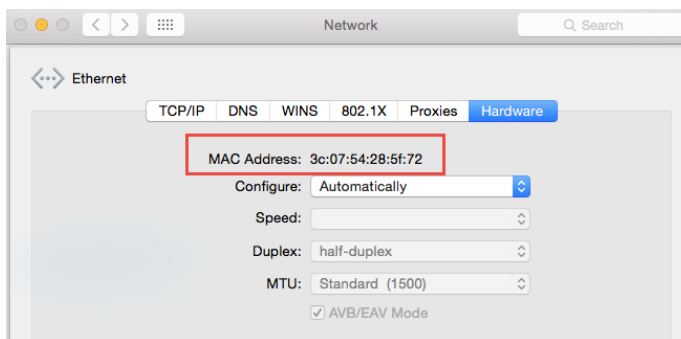 Network
Search
Ethernet
TCP/IP DNS WINS 802.1X Proxies Hardware
MAC Address: 3c:07:54:28:5f:72
Configure: Automatically
Speed:
Duplex: half-duplex
MTU: Standard (1500)
AVB/EAV Mode